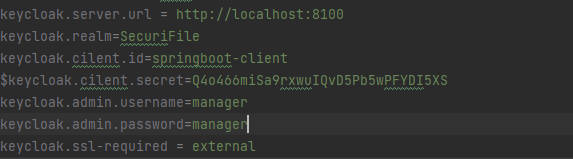 keycloak.server.url = http://localhost:8100
keycloak.realm=SecuriFile
keycloak.cilent.id=springboot-client
$keycloak.cilent.secret=Q4o4óómiSa9rxwuIQvD5Pb5wPFYDI5XS
keycloak.admin.username=manager
keycloak.admin.password=manager
keycloak.ssl-required = external